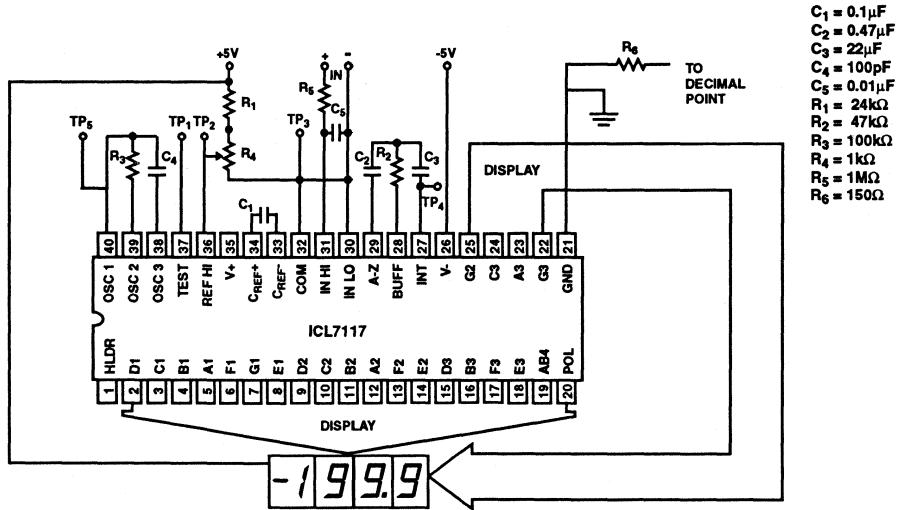 C1 = 0.1µF
C2 = 0.47µF
C3 = 22µF
C4 = 100pF
C5 = 0.01µF
R1 = 24kΩ
R2 = 47kΩ
R3 = 100kΩ
R4 = 1kΩ
R5 = 1MΩ
R6 = 150Ω
+5V
+
-
IN
-5V
R6
TO
DECIMAL
POINT
R1
R5
C5
TP5
TP1
TP2
TP3
R3
C4
R4
C2
R2
C3
TP4
DISPLAY
C1
40 39 38 37 36 35 34 33 32 31 30 29 28 27 26 25 24 23 22 21
OSC 1
OSC 2
OSC 3
TEST
REF HI
V+
CREF+
CREF-
COM
IN HI
IN LO
A-Z
BUFF
INT
V-
G2
C3
A3
G3
GND
ICL7117
HLDR
D1
C1
B1
A1
F1
G1
E1
D2
C2
B2
A2
F2
E2
D3
B3
F3
E3
AB4
POL
1 2 3 4 5 6 7 8 9 10 11 12 13 14 15 16 17 18 19 20
DISPLAY
-199.9